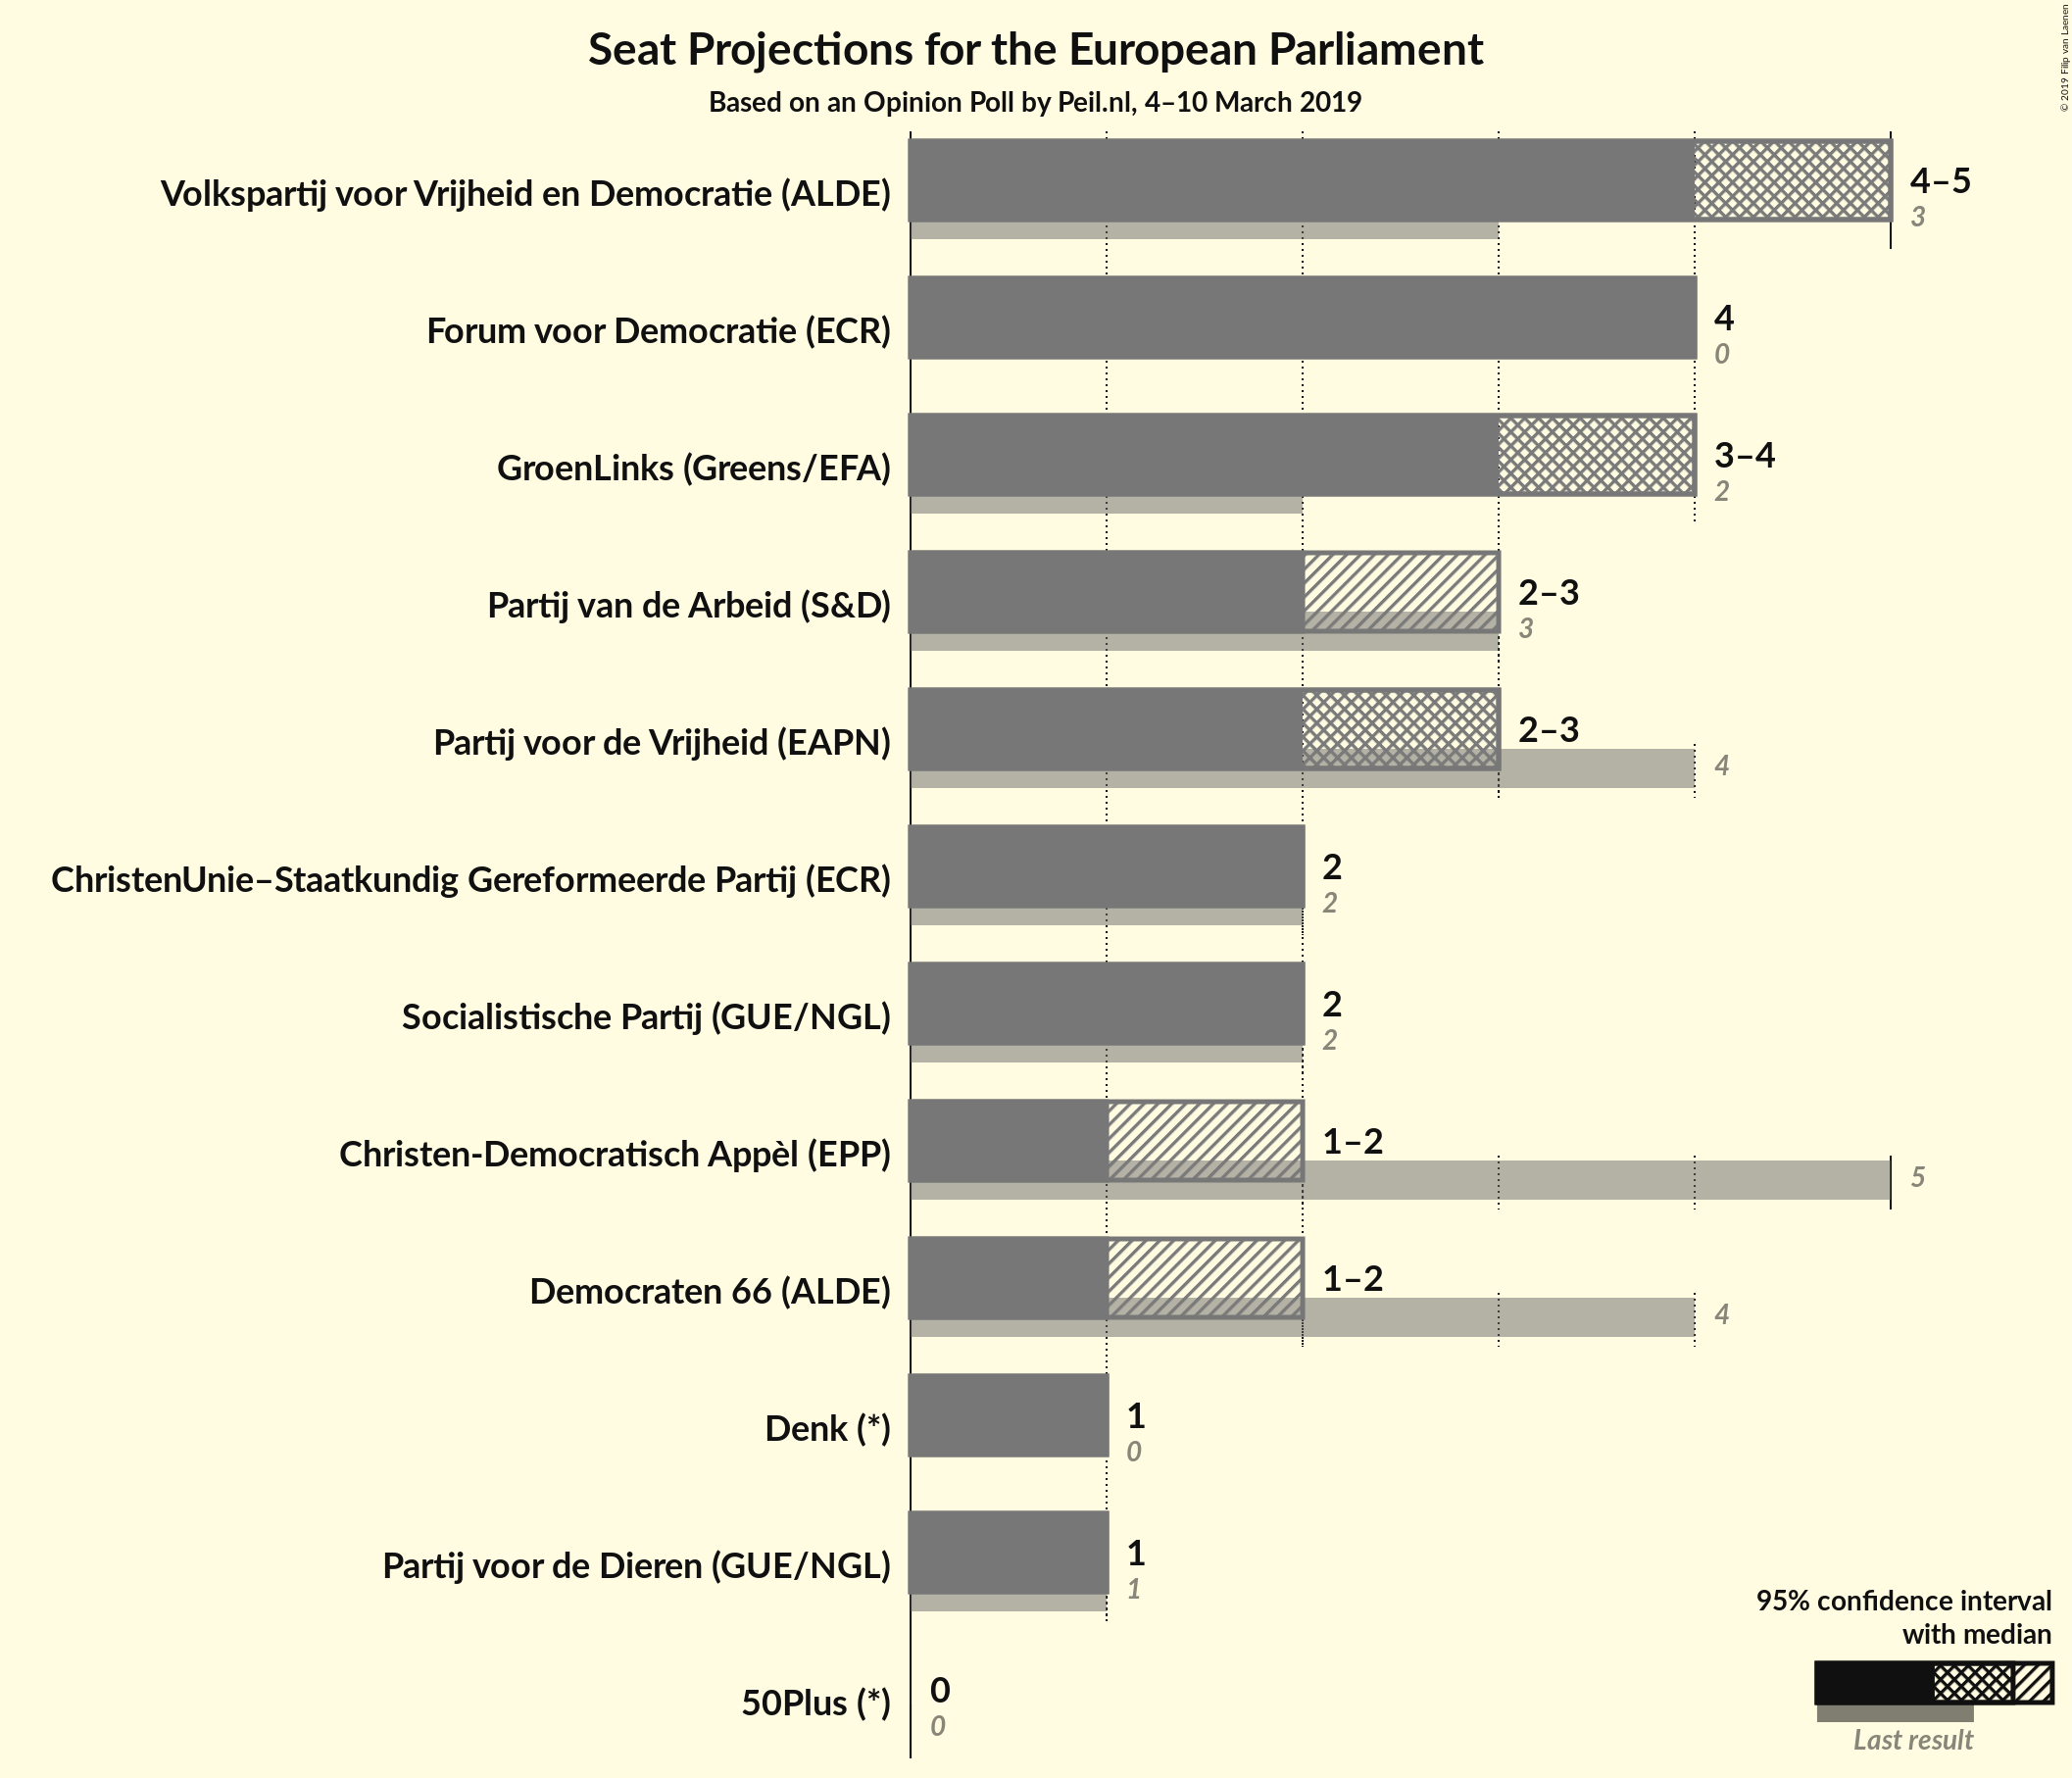 Seat Projections for the European Parliament
Based on an Opinion Poll by Peil.nl, 4–10 March 2019
© 2019 Filip van Laenen
Volkspartij voor Vrijheid en Democratie (ALDE)
4–5
3
Forum voor Democratie (ECR)
4
0
GroenLinks (Greens/EFA)
3–4
2
Partij van de Arbeid (S&D)
2–3
3
Partij voor de Vrijheid (EAPN)
2–3
4
ChristenUnie–Staatkundig Gereformeerde Partij (ECR)
2
2
Socialistische Partij (GUE/NGL)
2
2
Christen-Democratisch Appèl (EPP)
1–2
5
Democraten 66 (ALDE)
1–2
4
Denk (*)
1
0
Partij voor de Dieren (GUE/NGL)
1
1
50Plus (*)
0
0
95% confidence interval
with median
Last result